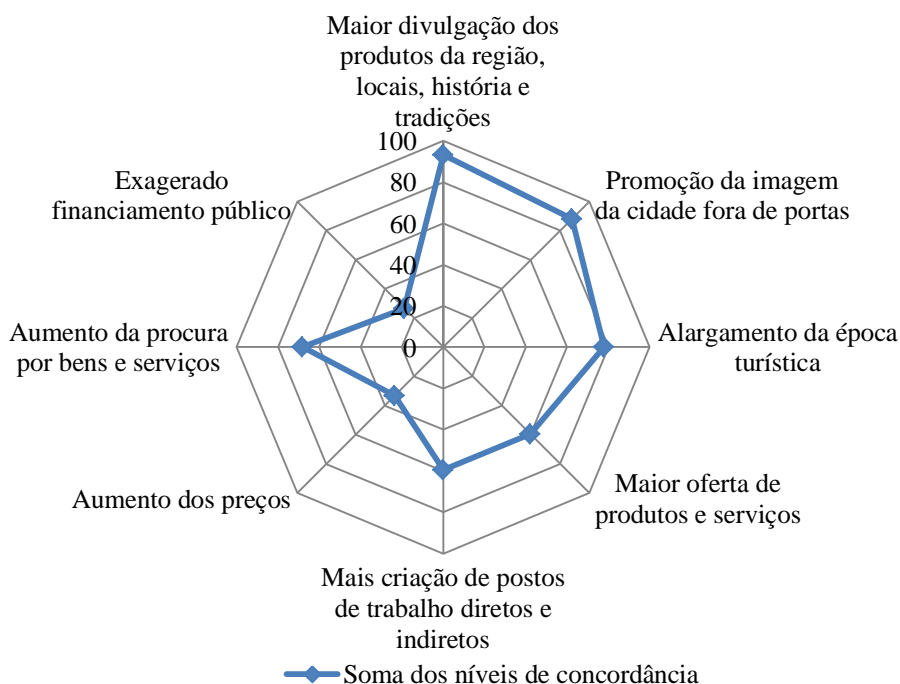 Maior divulgação dos
produtos da região,
locais, história e
tradições
100
80
60
40
20
0
Promoção da imagem
da cidade fora de portas
Alargamento da época
turística
Maior oferta de
produtos e serviços
Mais criação de postos
de trabalho diretos e
indiretos
Aumento dos preços
Aumento da procura
por bens e serviços
Exagerado
financiamento público
Soma dos níveis de concordância